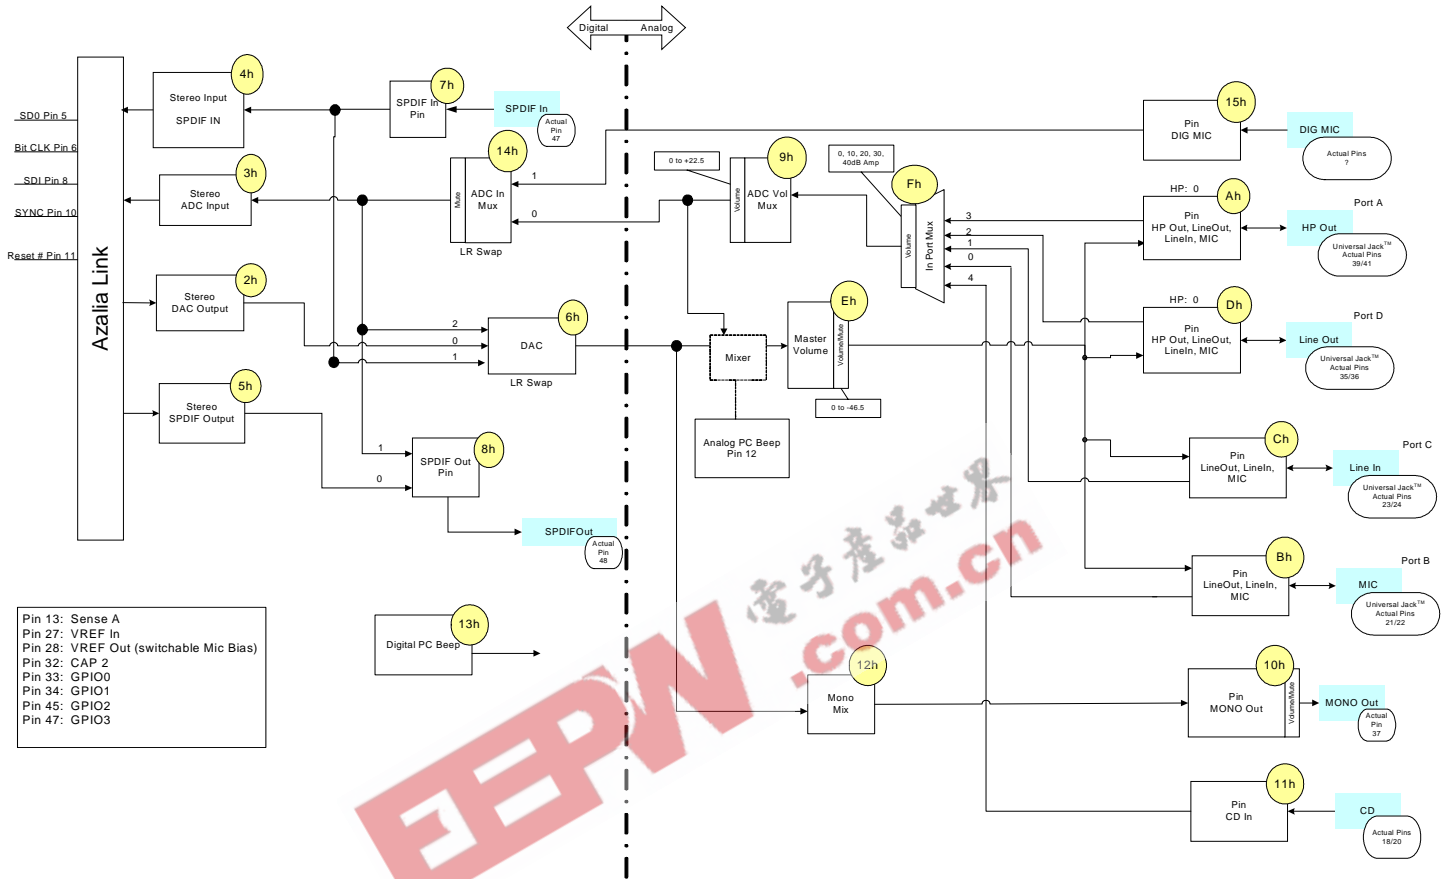 Digital
Analog
SD0 Pin 5
Bit CLK Pin 6
SDI Pin 8
SYNC Pin 10
Reset # Pin 11
Azalia Link
4h
Stereo Input
SPDIF IN
7h
SPDIF In
Pin
SPDIF In
Actual
Pin
47
3h
Stereo
ADC Input
14h
Mute
ADC In
Mux
LR Swap
1
0
2h
Stereo
DAC Output
5h
Stereo
SPDIF Output
6h
DAC
LR Swap
2
0
1
8h
SPDIF Out
Pin
1
0
SPDIFOut
Actual
Pin
48
13h
Digital PC Beep
0 to +22.5
9h
Volume
ADC Vol
Mux
0, 10, 20, 30,
40dB Amp
Fh
Volume
In Port Mux
3
2
1
0
4
Mixer
Analog PC Beep
Pin 12
Eh
Master
Volume
Volume/Mute
0 to -46.5
12h
Mono
Mix
15h
Pin
DIG MIC
DIG MIC
Actual Pins
?
HP: 0
Ah
Pin
HP Out, LineOut,
LineIn, MIC
Port A
HP Out
Universal Jack™
Actual Pins
39/41
HP: 0
Dh
Pin
HP Out, LineOut,
LineIn, MIC
Port D
Line Out
Universal Jack™
Actual Pins
35/36
Ch
Pin
LineOut, LineIn,
MIC
Port C
Line In
Universal Jack™
Actual Pins
23/24
Bh
Pin
LineOut, LineIn,
MIC
Port B
MIC
Universal Jack™
Actual Pins
21/22
10h
Pin
MONO Out
Volume/Mute
MONO Out
Actual
Pin
37
11h
Pin
CD In
CD
Actual Pins
18/20
Pin 13: Sense A
Pin 27: VREF In
Pin 28: VREF Out (switchable Mic Bias)
Pin 32: CAP 2
Pin 33: GPIO0
Pin 34: GPIO1
Pin 45: GPIO2
Pin 47: GPIO3
EEPW
.com.cn
電子產品世界